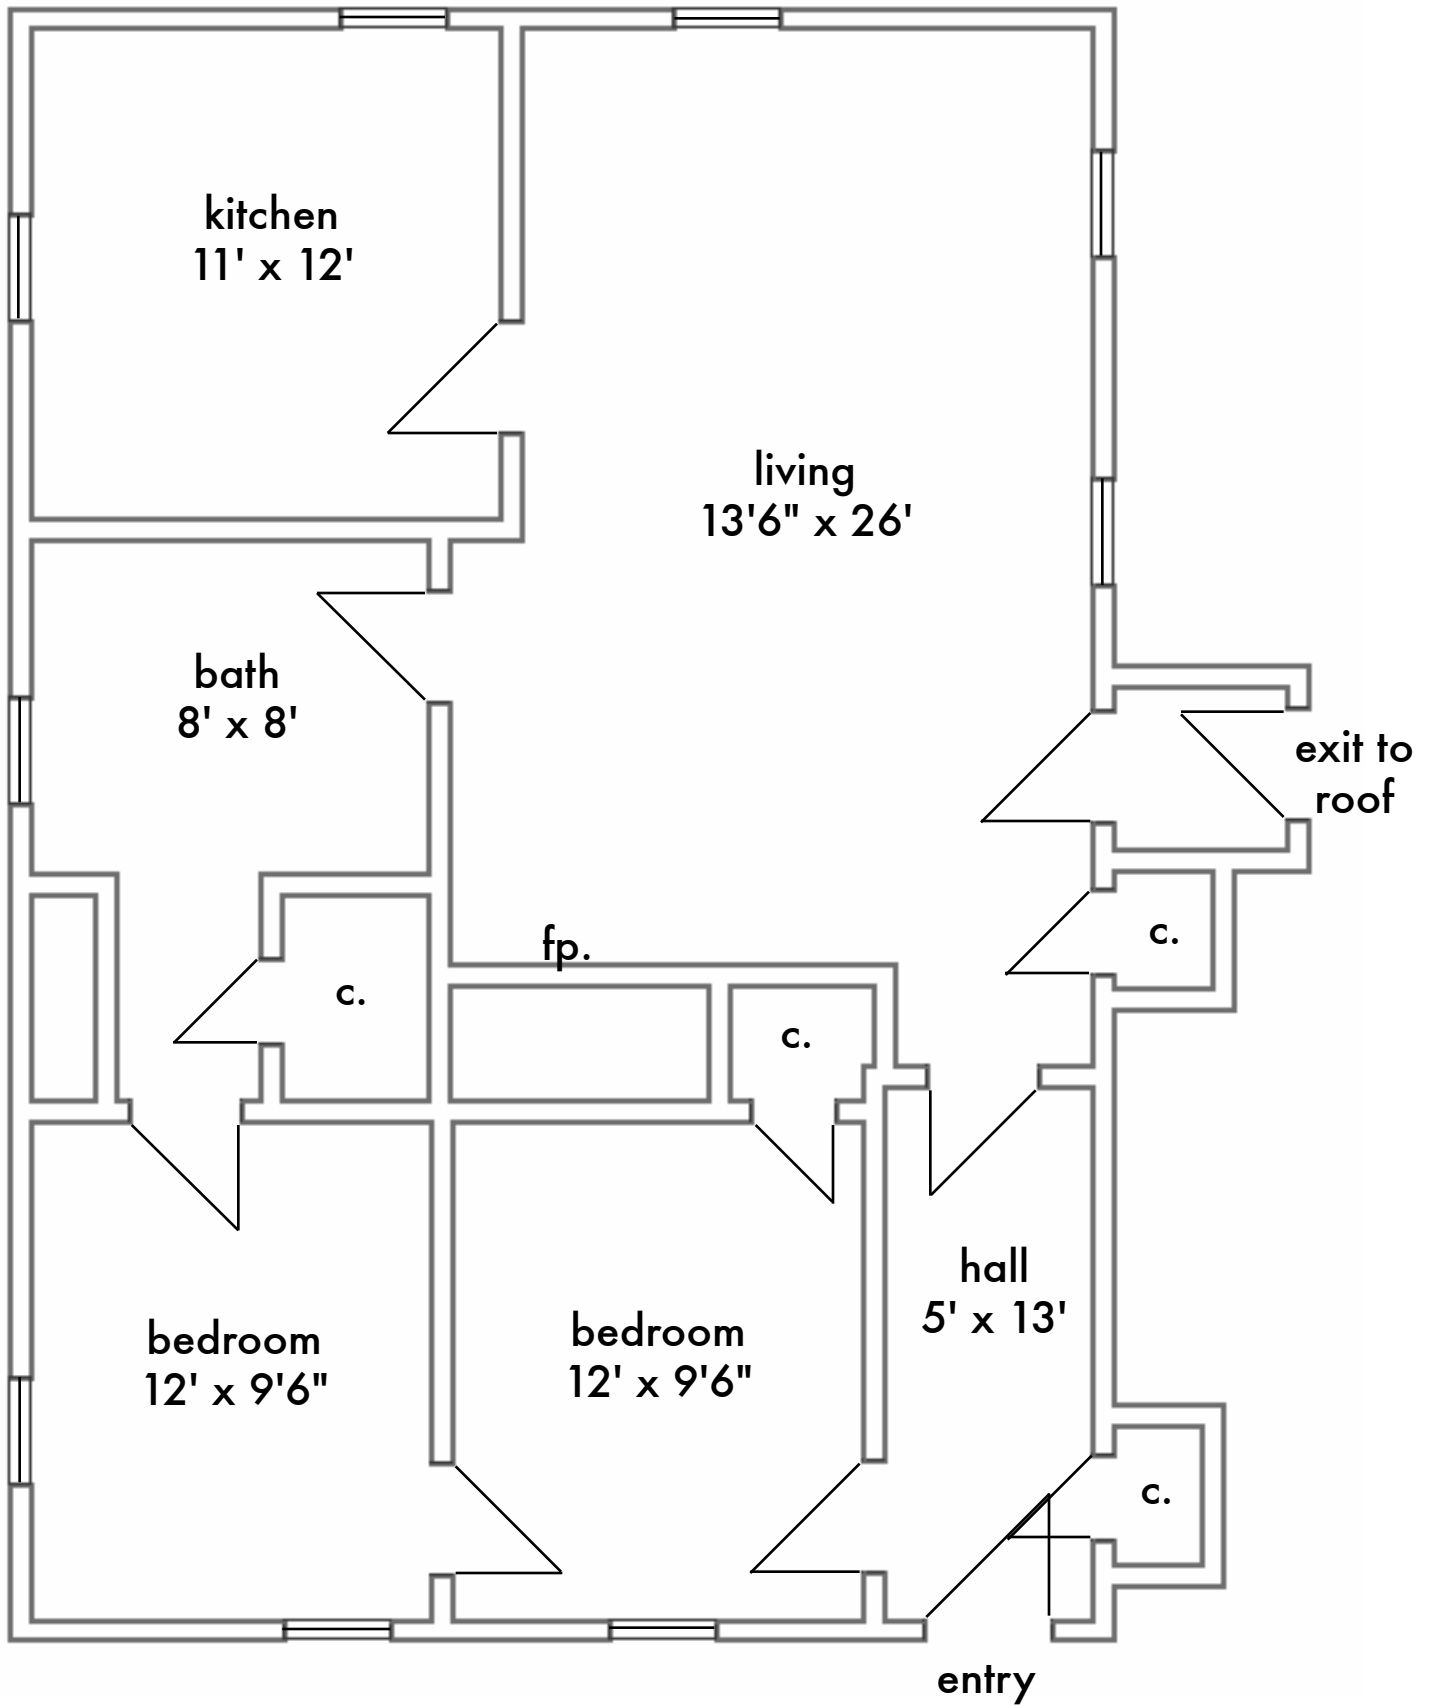 kitchen
11' x 12'
living
13'6" x 26'
bath
8' x 8'
exit to
roof
fp.
c.
c.
c.
hall
5' x 13'
bedroom
12' x 9'6"
bedroom
12' x 9'6"
c.
entry